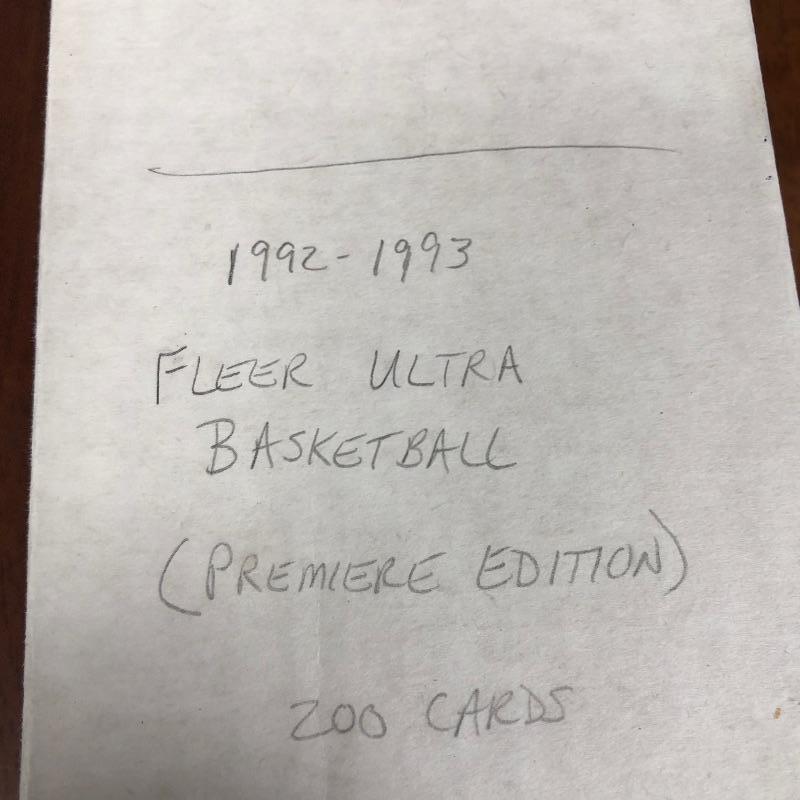 1992-1993
FLEER ULTRA
BASKETBALL
(PREMIERE EDITION)
200 CARDS